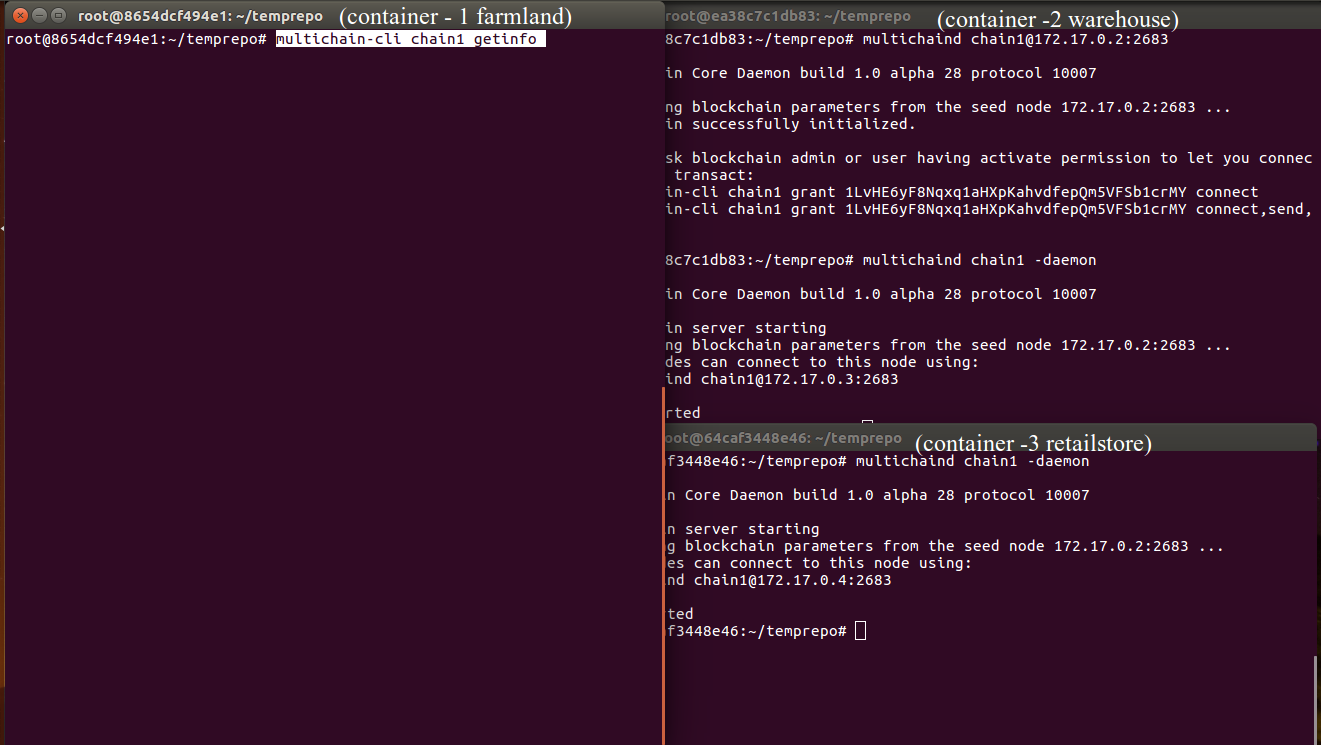 root@8654dcf494e1: ~/temprepo (container - 1 farmland)
root@8654dcf494e1:~/temprepo# multichain-cli chain1 getinfo
root@ea38c7c1db83: ~/temprepo (container -2 warehouse)
8c7c1db83:~/temprepo# multichaind chain1@172.17.0.2:2683
in Core Daemon build 1.0 alpha 28 protocol 10007
ng blockchain parameters from the seed node 172.17.0.2:2683 ...
in successfully initialized.
sk blockchain admin or user having activate permission to let you connec
transact:
in-cli chain1 grant 1LvHE6yF8Nqxq1aHXpKahvdfepQm5VFSb1crMY connect
in-cli chain1 grant 1LvHE6yF8Nqxq1aHXpKahvdfepQm5VFSb1crMY connect,send,
8c7c1db83:~/temprepo# multichaind chain1 -daemon
in Core Daemon build 1.0 alpha 28 protocol 10007
in server starting
ng blockchain parameters from the seed node 172.17.0.2:2683 ...
des can connect to this node using:
ind chain1@172.17.0.3:2683
rted
oot@64caf3448e46: ~/temprepo (container -3 retailstore)
f3448e46:~/temprepo# multichaind chain1 -daemon
n Core Daemon build 1.0 alpha 28 protocol 10007
n server starting
g blockchain parameters from the seed node 172.17.0.2:2683 ...
es can connect to this node using:
nd chain1@172.17.0.4:2683
ted
f3448e46:~/temprepo#